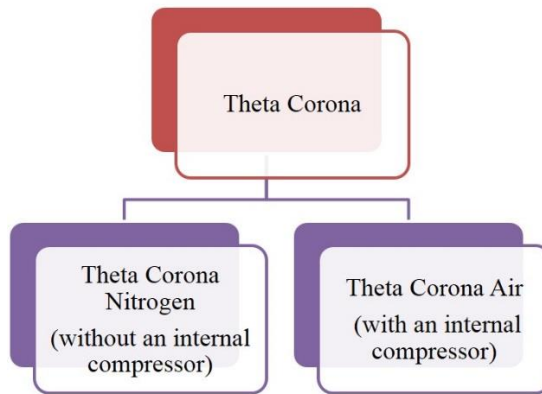 Theta Corona
Theta Corona
Nitrogen
(without an internal
compressor)
Theta Corona Air
(with an internal
compressor)